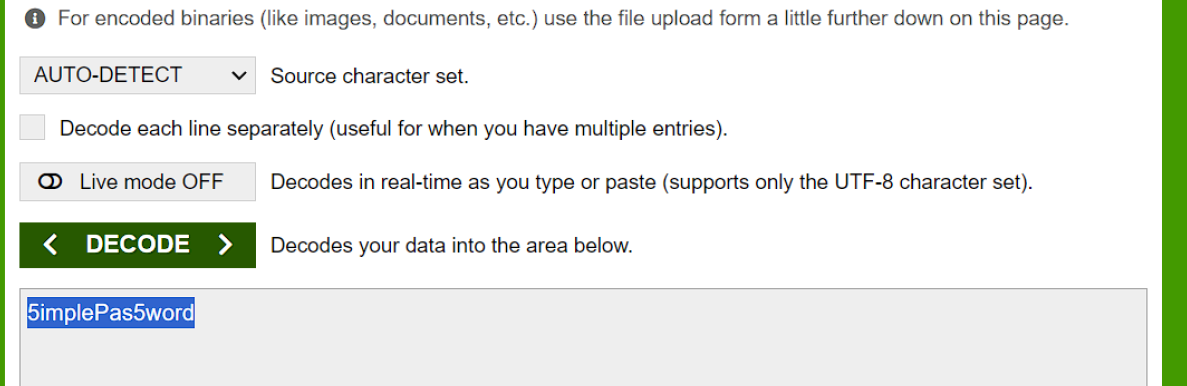 For encoded binaries (like images, documents, etc.) use the file upload form a little further down on this page.
AUTO-DETECT Source character set.
Decode each line separately (useful for when you have multiple entries).
Live mode OFF Decodes in real-time as you type or paste (supports only the UTF-8 character set).
< DECODE > Decodes your data into the area below.
5implePas5word